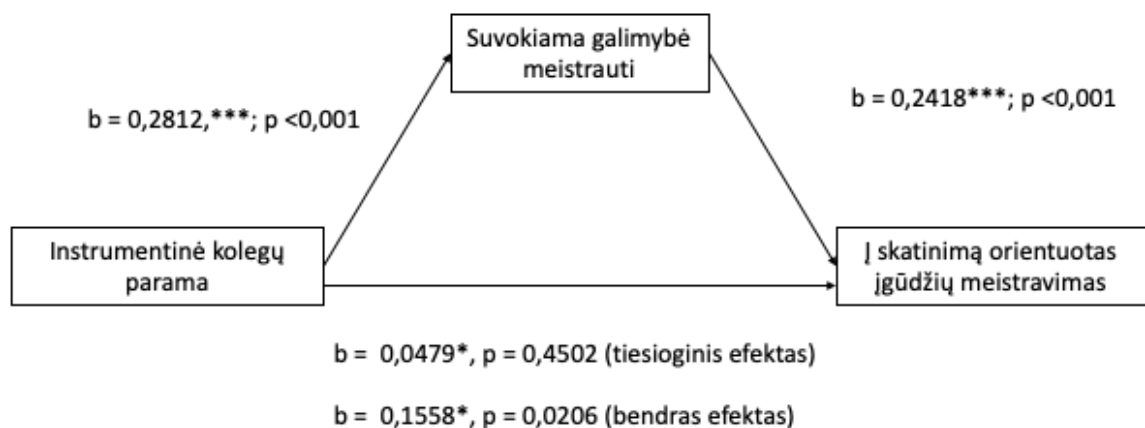 Suvokiama galimybė
meistrauti
b = 0,2812,***; p <0,001
b = 0,2418***; p <0,001
Instrumentinė kolegų
parama
Į skatinimą orientuotas
įgūdžių meistravimas
b =  0,0479*, p = 0,4502 (tiesioginis efektas)
b =  0,1558*, p = 0,0206 (bendras efektas)